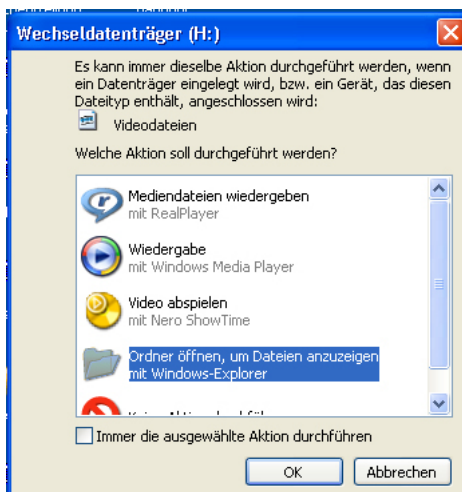 Wechseldatenträger (H:)
Es kann immer dieselbe Aktion durchgeführt werden, wenn
ein Datenträger eingelegt wird, bzw. ein Gerät, das diesen
Dateityp enthält, angeschlossen wird:
Videodateien
Welche Aktion soll durchgeführt werden?
Mediendateien wiedergeben
mit RealPlayer
Wiedergabe
mit Windows Media Player
Video abspielen
mit Nero ShowTime
Ordner öffnen, um Dateien anzuzeigen
mit Windows-Explorer
Immer die ausgewählte Aktion durchführen
OK
Abbrechen